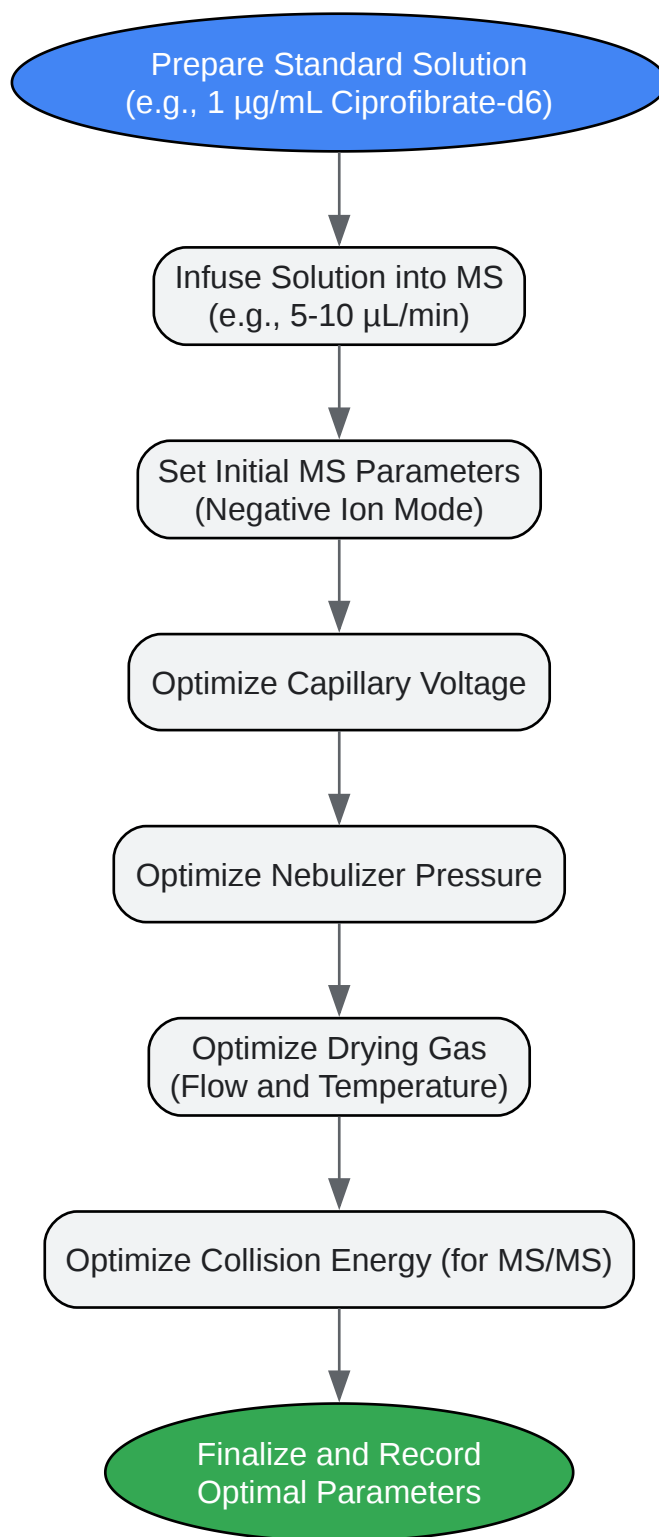 Prepare Standard Solution
(e.g., 1 µg/mL Ciprofibrate-d6)
Infuse Solution into MS
(e.g., 5-10 µL/min)
Set Initial MS Parameters
(Negative Ion Mode)
Optimize Capillary Voltage
Optimize Nebulizer Pressure
Optimize Drying Gas
(Flow and Temperature)
Optimize Collision Energy (for MS/MS)
Finalize and Record
Optimal Parameters